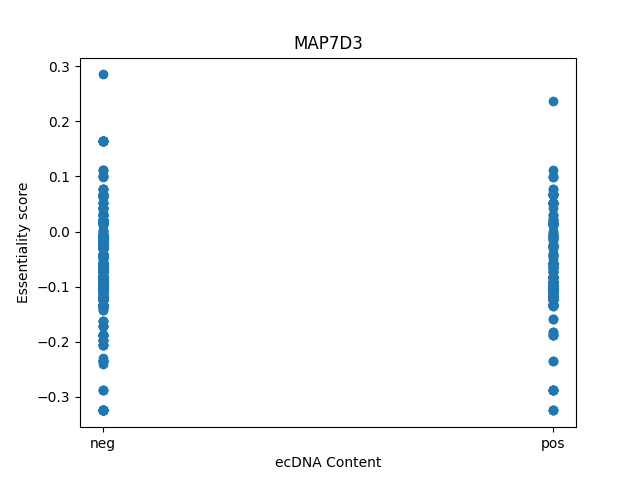 MAP7D3
0.3
0.2
0.1
0.0
−0.1
−0.2
−0.3
Essentiality score
neg
pos
ecDNA Content